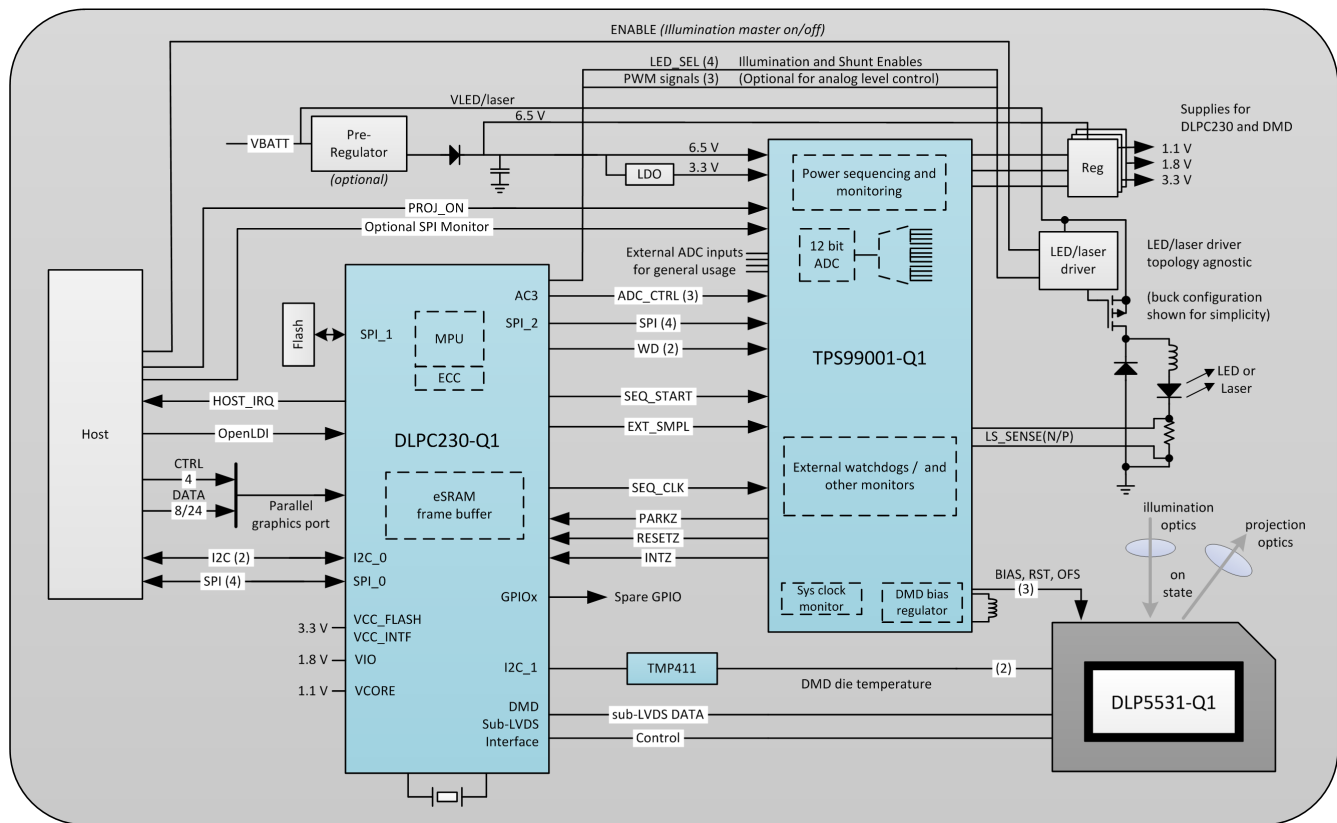 ENABLE (Illumination master on/off)
LED_SEL (4) Illumination and Shunt Enables
PWM signals (3) (Optional for analog level control)
VLED/laser
6.5 V
VBATT
Pre-
Regulator
(optional)
LDO
6.5 V
3.3 V
Power sequencing and
monitoring
Reg
Supplies for
DLPC230 and DMD
1.1 V
1.8 V
3.3 V
PROJ_ON
Optional SPI Monitor
External ADC inputs
for general usage
12 bit
ADC
LED/laser
driver
LED/laser driver
topology agnostic
(buck configuration
shown for simplicity)
LED or
Laser
Host
Flash
SPI_1
MPU
ECC
AC3
SPI_2
ADC_CTRL (3)
SPI (4)
WD (2)
TPS99001-Q1
HOST_IRQ
OpenLDI
CTRL
4
DATA
8/24
Parallel
graphics port
DLPC230-Q1
eSRAM
frame buffer
SEQ_START
EXT_SMPL
SEQ_CLK
PARKZ
RESETZ
INTZ
External watchdogs / and
other monitors
LS_SENSE(N/P)
I2C (2)
SPI (4)
I2C_0
SPI_0
GPIOx
Spare GPIO
Sys clock
monitor
DMD bias
regulator
BIAS, RST, OFS
(3)
illumination
optics
projection
optics
on
state
3.3 V
VCC_FLASH
VCC_INTF
1.8 V
VIO
1.1 V
VCORE
I2C_1
TMP411
(2)
DMD die temperature
DMD
Sub-LVDS
Interface
sub-LVDS DATA
Control
DLP5531-Q1